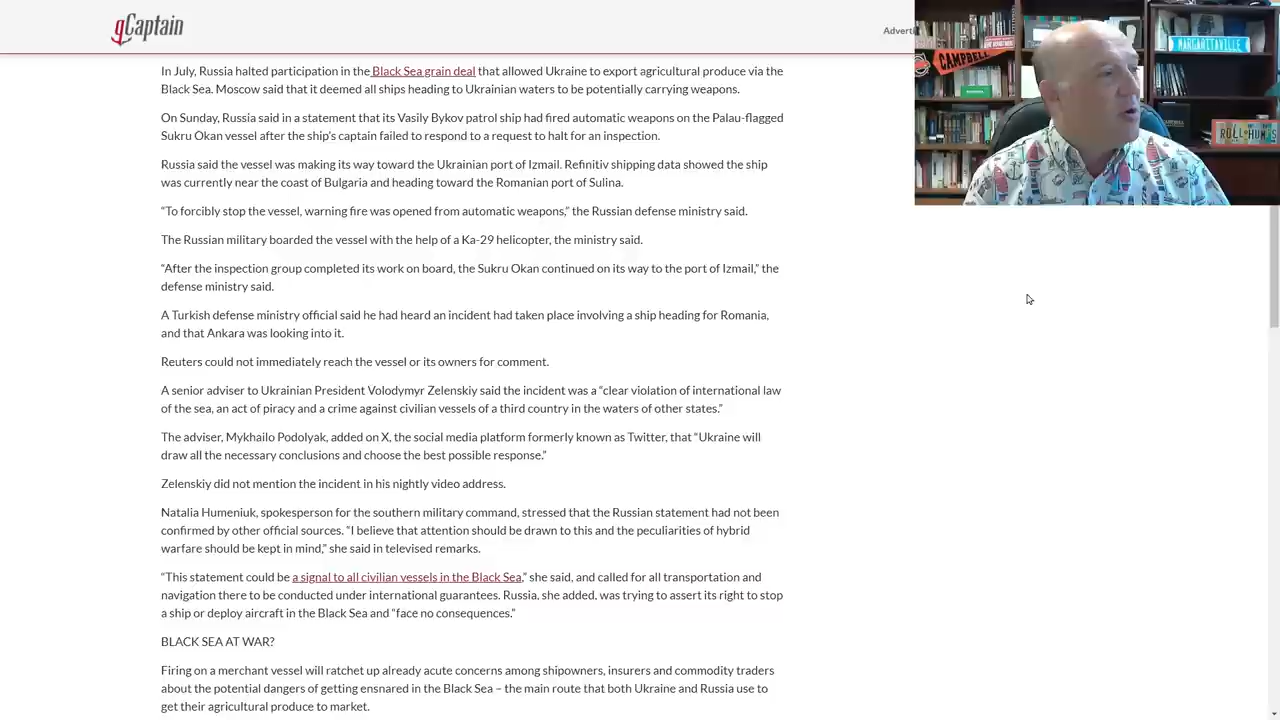 gCaptain
Adverti
In July, Russia halted participation in the Black Sea grain deal that allowed Ukraine to export agricultural produce via the
Black Sea. Moscow said that it deemed all ships heading to Ukrainian waters to be potentially carrying weapons.
On Sunday, Russia said in a statement that its Vasily Bykov patrol ship had fired automatic weapons on the Palau-flagged
Sukru Okan vessel after the ship's captain failed to respond to a request to halt for an inspection.
Russia said the vessel was making its way toward the Ukrainian port of Izmail. Refinitiv shipping data showed the ship
was currently near the coast of Bulgaria and heading toward the Romanian port of Sulina.
“To forcibly stop the vessel, warning fire was opened from automatic weapons,” the Russian defense ministry said.
The Russian military boarded the vessel with the help of a Ka-29 helicopter, the ministry said.
“After the inspection group completed its work on board, the Sukru Okan continued on its way to the port of Izmail,” the
defense ministry said.
A Turkish defense ministry official said he had heard an incident had taken place involving a ship heading for Romania,
and that Ankara was looking into it.
Reuters could not immediately reach the vessel or its owners for comment.
A senior adviser to Ukrainian President Volodymyr Zelenskiy said the incident was a “clear violation of international law
of the sea, an act of piracy and a crime against civilian vessels of a third country in the waters of other states.”
The adviser, Mykhailo Podolyak, added on X, the social media platform formerly known as Twitter, that “Ukraine will
draw all the necessary conclusions and choose the best possible response.”
Zelenskiy did not mention the incident in his nightly video address.
Natalia Humeniuk, spokesperson for the southern military command, stressed that the Russian statement had not been
confirmed by other official sources. “I believe that attention should be drawn to this and the peculiarities of hybrid
warfare should be kept in mind,” she said in televised remarks.
“This statement could be a signal to all civilian vessels in the Black Sea,” she said, and called for all transportation and
navigation there to be conducted under international guarantees. Russia, she added, was trying to assert its right to stop
a ship or deploy aircraft in the Black Sea and “face no consequences.”
BLACK SEA AT WAR?
Firing on a merchant vessel will ratchet up already acute concerns among shipowners, insurers and commodity traders
about the potential dangers of getting ensnared in the Black Sea – the main route that both Ukraine and Russia use to
get their agricultural produce to market.
CAMPBELL
MARGARITAVILLE
ROLL HUMPS